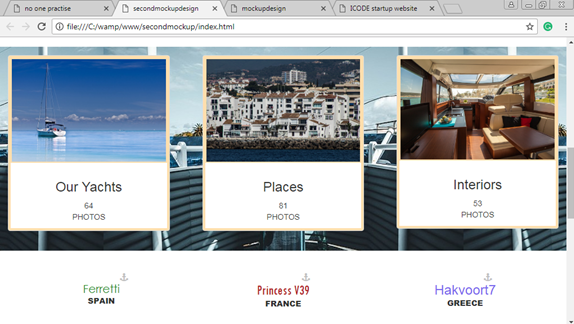 no one practise
secondmockupdesign
mockupdesign
ICODE startup website
file:///C:/wamp/www/secondmockup/index.html
Our Yachts
64
PHOTOS
Places
81
PHOTOS
Interiors
53
PHOTOS
Ferretti
SPAIN
Princess V39
FRANCE
Hakvoort7
GREECE